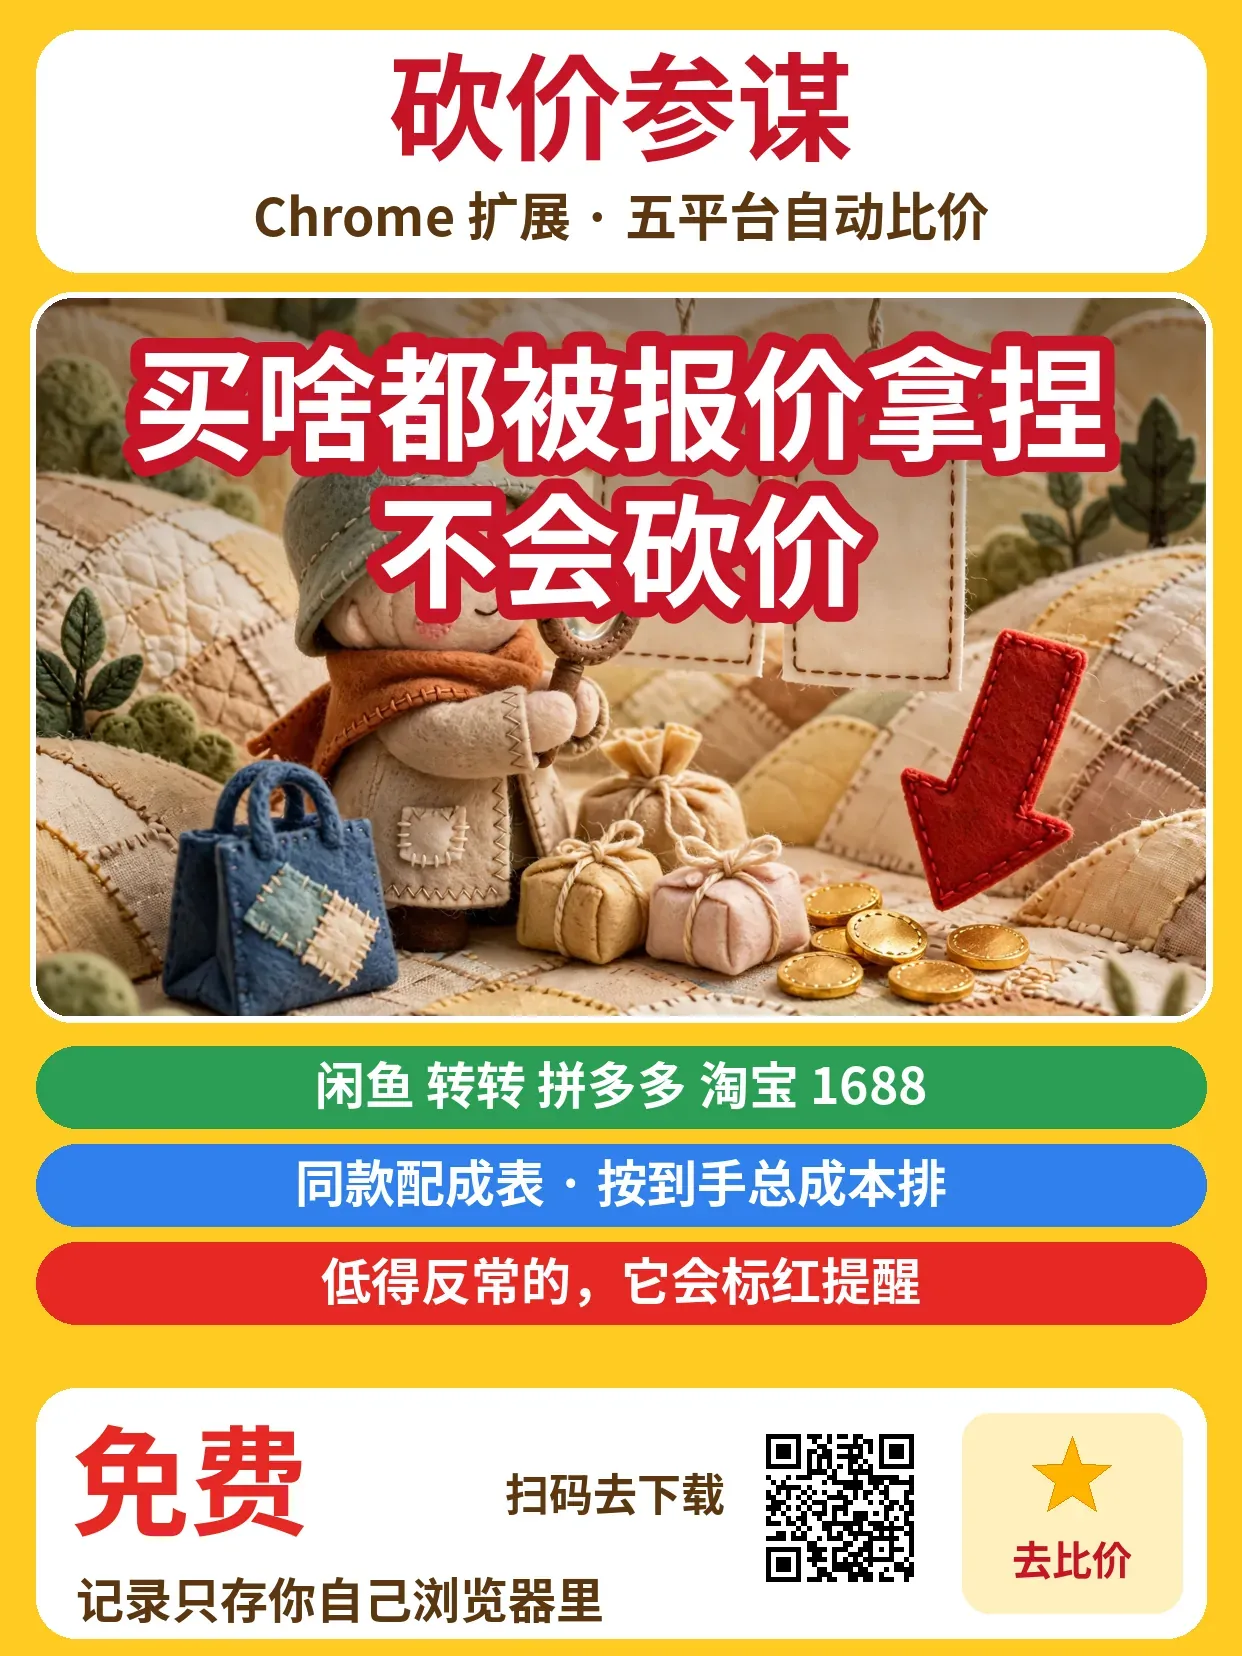 砍价参谋
Chrome 扩展 · 五平台自动比价
买啥都被报价拿捏
不会砍价
闲鱼 转转 拼多多 淘宝 1688
同款配成表 · 按到手总成本排
低得反常的，它会标红提醒
免费
扫码去下载
去比价
记录只存你自己浏览器里